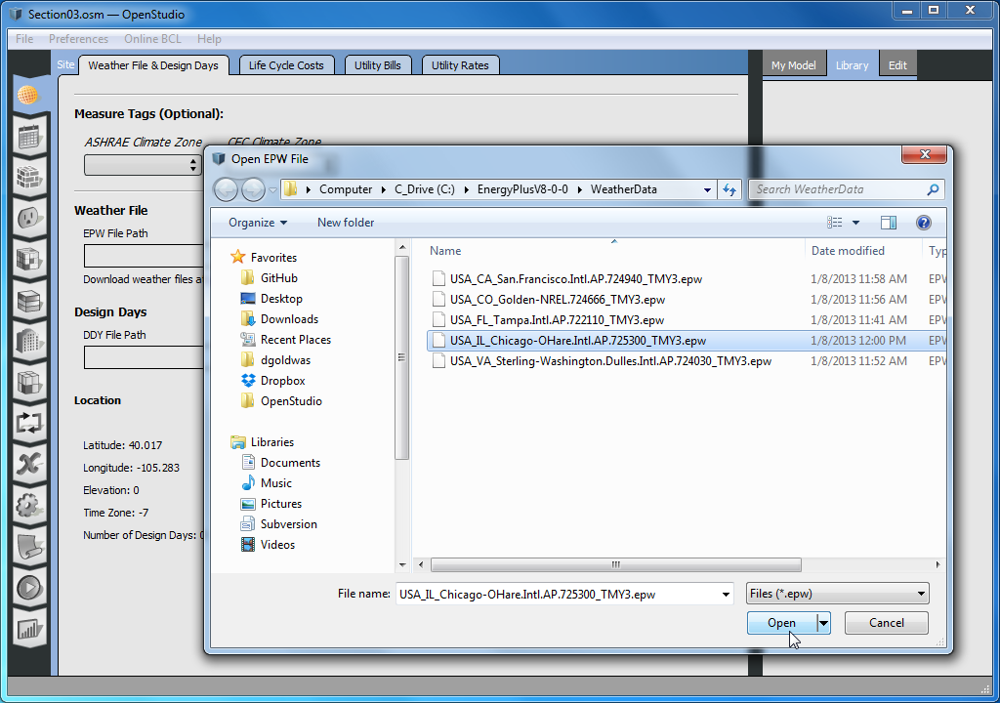 Section03.osm — OpenStudio
File Preferences Online BCL Help
Site Weather File & Design Days Life Cycle Costs Utility Bills Utility Rates
My Model Library Edit
Measure Tags (Optional):
ASHRAE Climate Zone CEC Climate Zone
Weather File
EPW File Path
Download weather files a
Design Days
DDY File Path
Location
Latitude: 40.017
Longitude: -105.283
Elevation: 0
Time Zone: -7
Number of Design Days: 0
Open EPW File
Computer C_Drive (C:) EnergyPlusV8-0-0 WeatherData
Search WeatherData
Organize New folder
Favorites
GitHub
Desktop
Downloads
Recent Places
dgoldwas
Dropbox
OpenStudio
Libraries
Documents
Music
Pictures
Subversion
Videos
Name Date modified Typ
USA_CA_San.Francisco.Intl.AP.724940_TMY3.epw 1/8/2013 11:58 AM EPW
USA_CO_Golden-NREL.724666_TMY3.epw 1/8/2013 11:56 AM EPW
USA_FL_Tampa.Intl.AP.722110_TMY3.epw 1/8/2013 11:41 AM EPW
USA_IL_Chicago-OHare.Intl.AP.725300_TMY3.epw 1/8/2013 12:00 PM EPW
USA_VA_Sterling-Washington.Dulles.Intl.AP.724030_TMY3.epw 1/8/2013 11:52 AM EPW
File name: USA_IL_Chicago-OHare.Intl.AP.725300_TMY3.epw Files (*.epw)
Open Cancel